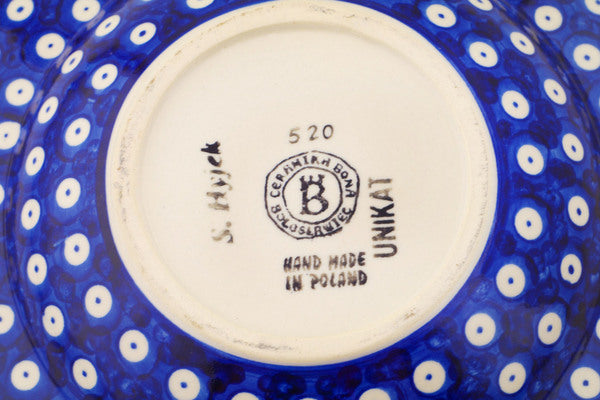 520
S. Hyjek
CERAMIKA BONA
BOLESŁAWIEC
B
UNIKAT
HAND MADE
IN POLAND